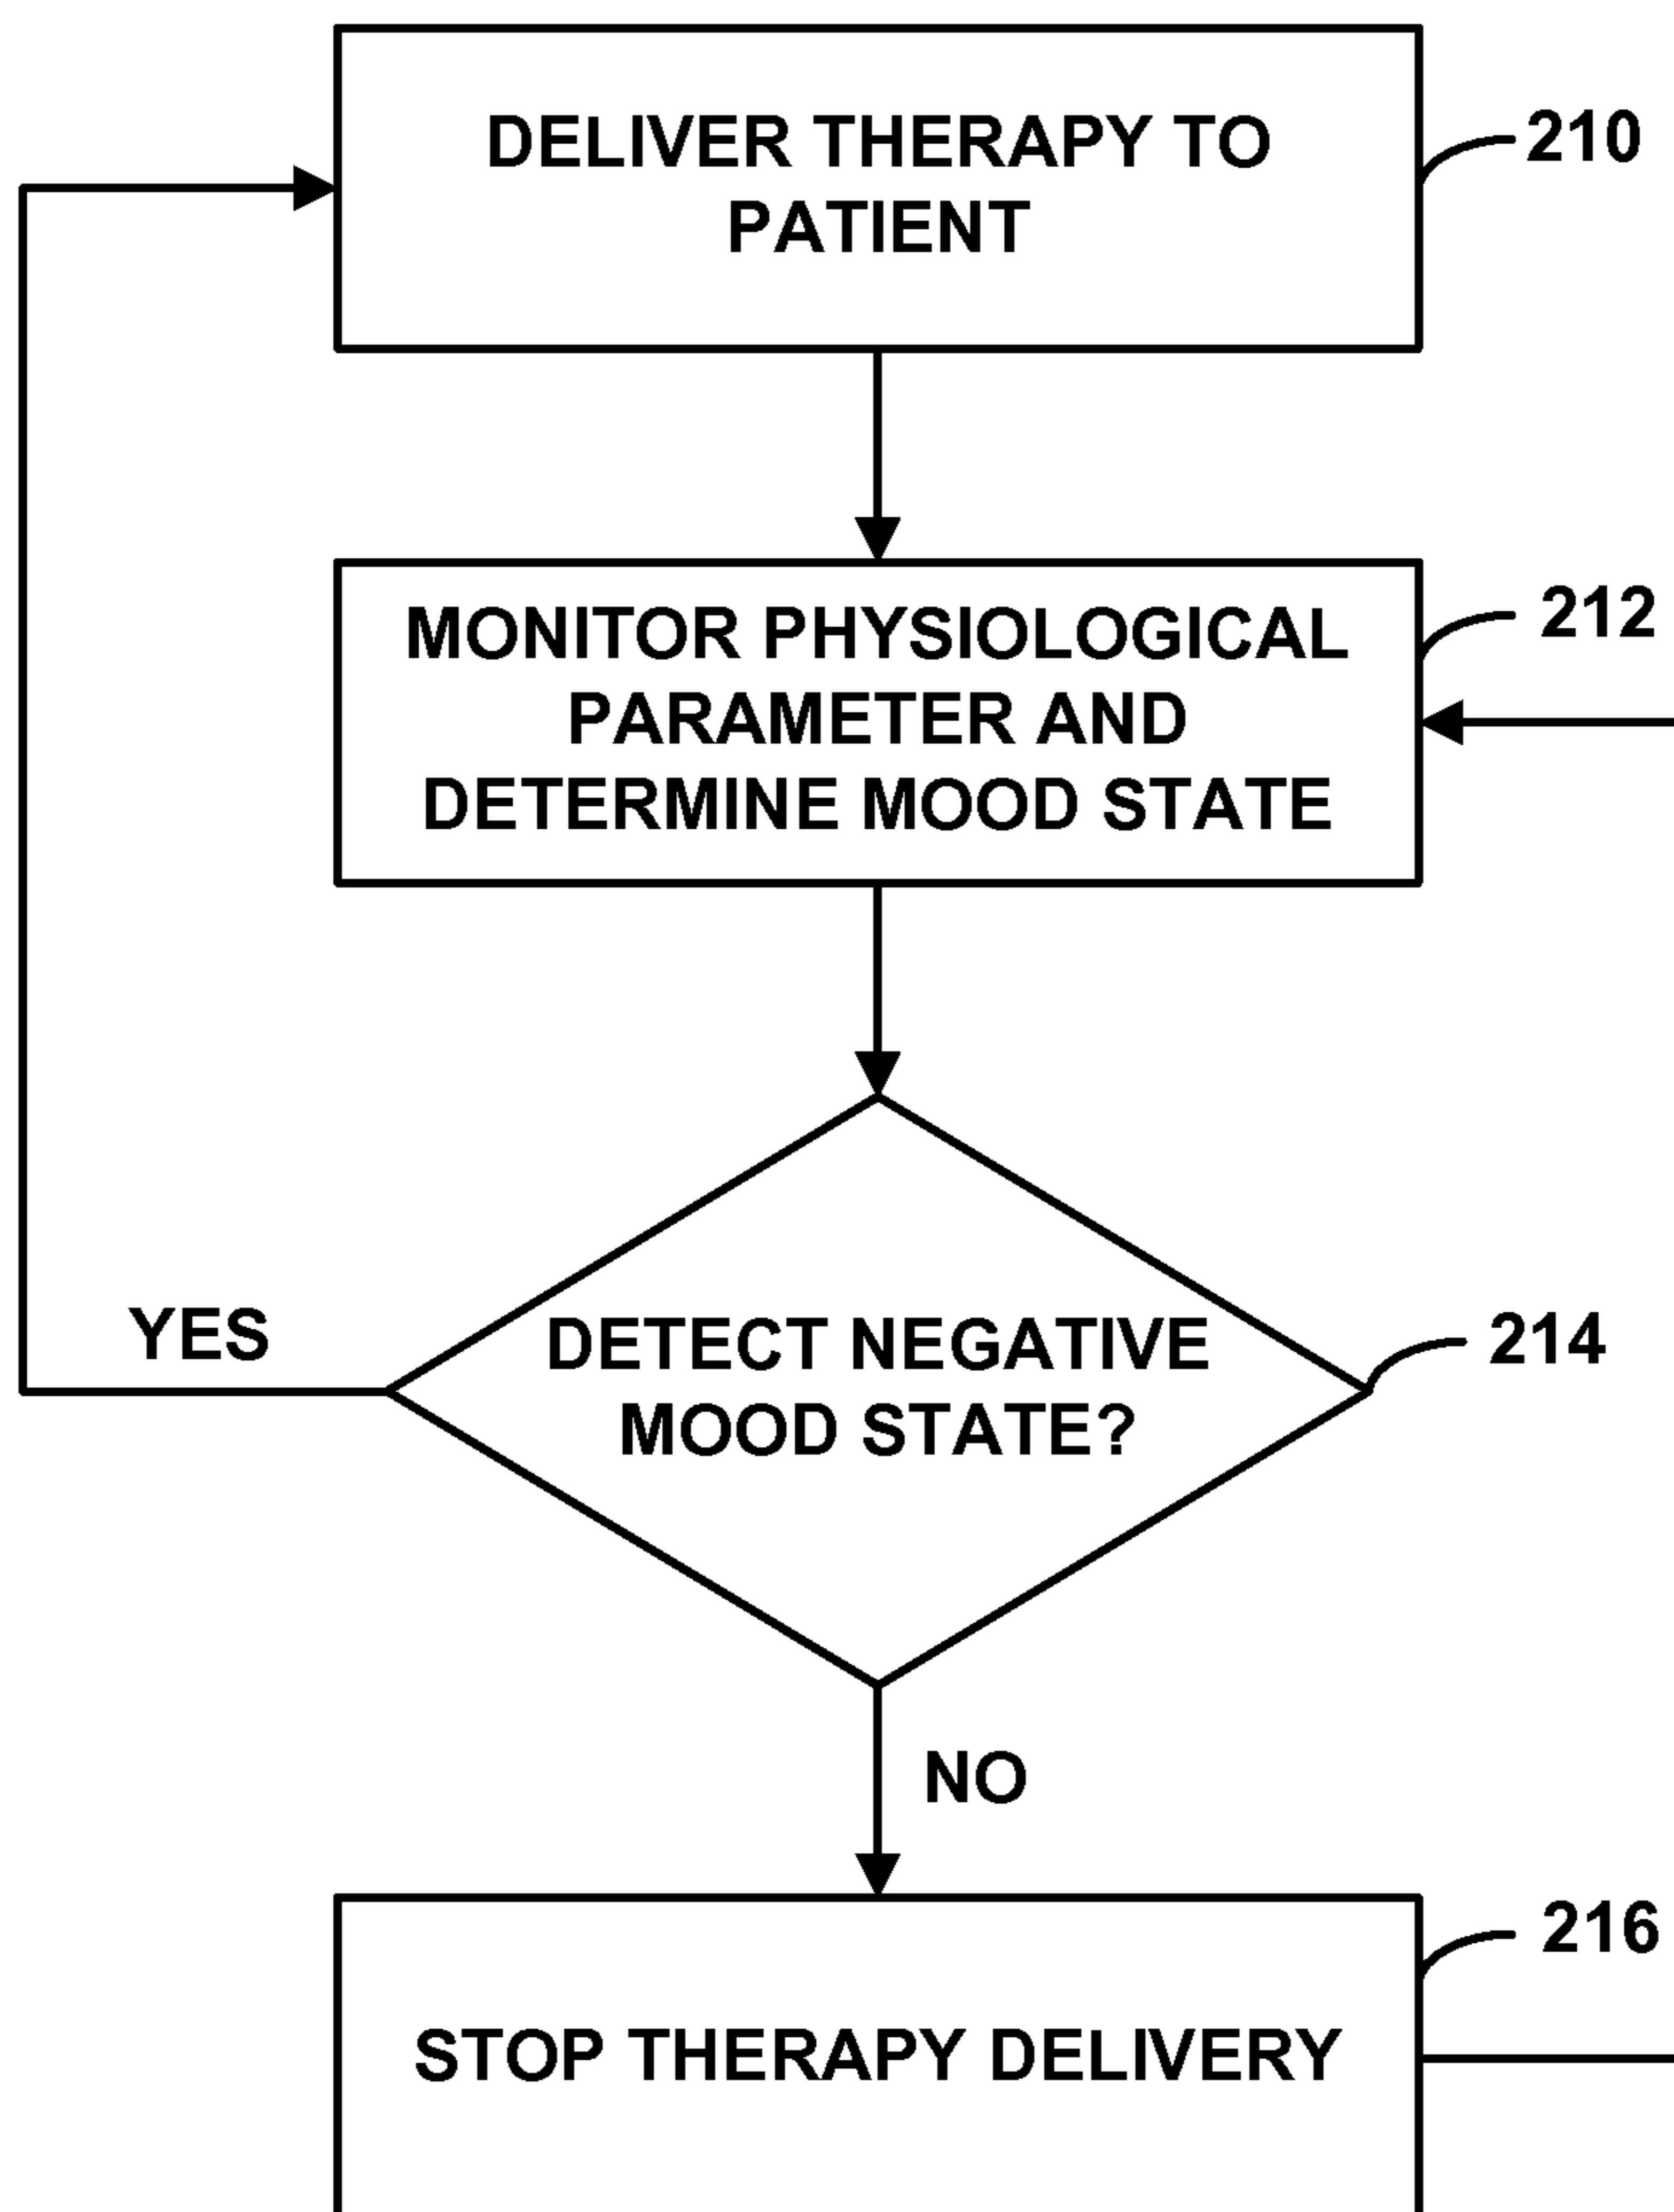 DELIVER THERAPY TO
PATIENT
210
MONITOR PHYSIOLOGICAL
PARAMETER AND
DETERMINE MOOD STATE
212
YES
DETECT NEGATIVE
MOOD STATE?
214
NO
STOP THERAPY DELIVERY
216